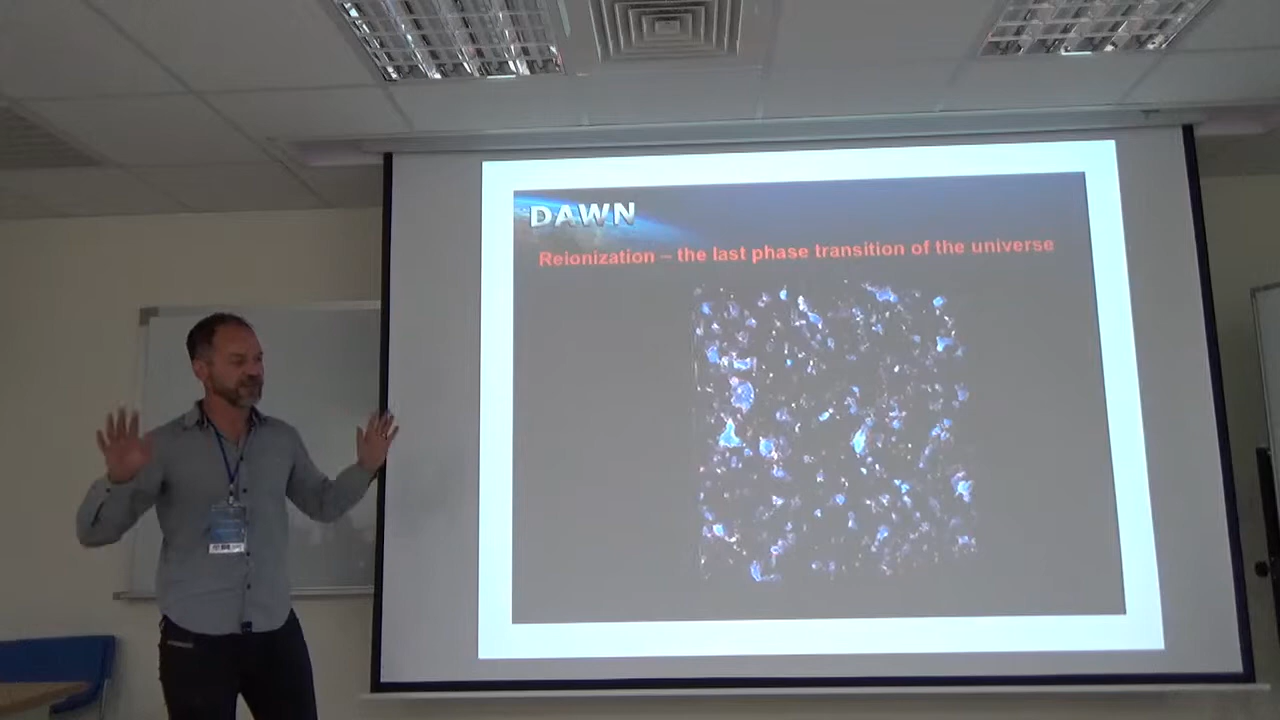 DAWN
Reionization – the last phase transition of the universe